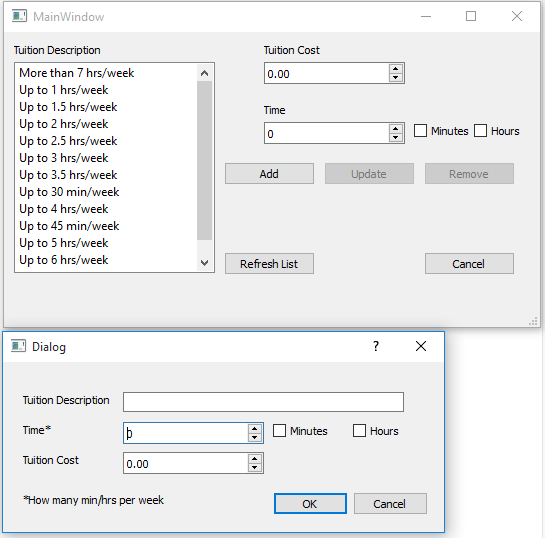 MainWindow
Tuition Description
Tuition Cost
More than 7 hrs/week
0.00
Up to 1 hrs/week
Up to 1.5 hrs/week
Time
Up to 2 hrs/week
0
Minutes
Hours
Up to 2.5 hrs/week
Up to 3 hrs/week
Up to 3.5 hrs/week
Add
Update
Remove
Up to 30 min/week
Up to 4 hrs/week
Up to 45 min/week
Up to 5 hrs/week
Up to 6 hrs/week
Refresh List
Cancel
Dialog
?
Tuition Description
Time*
0
Minutes
Hours
Tuition Cost
0.00
*How many min/hrs per week
OK
Cancel